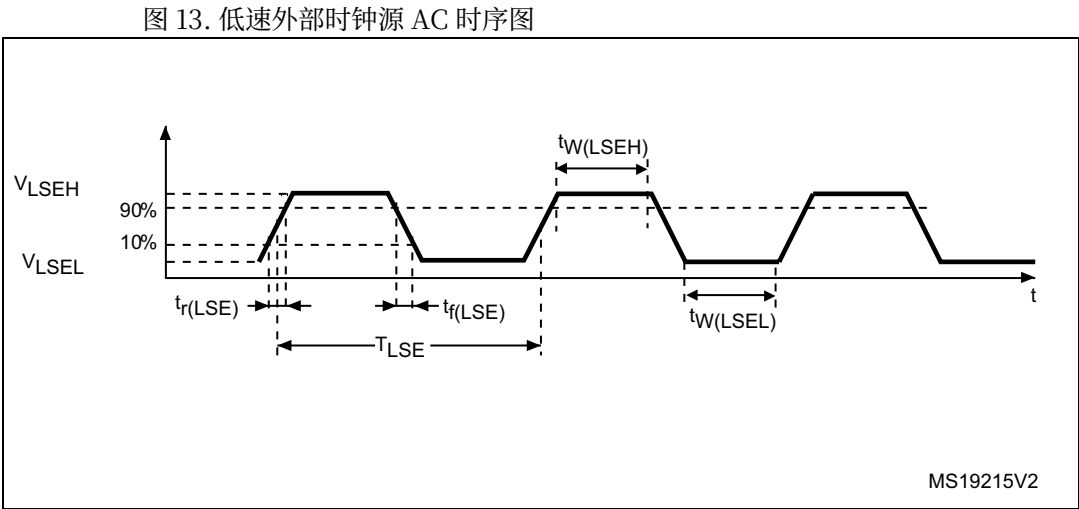 图 13. 低速外部时钟源 AC 时序图
tW(LSEH)
VLSEH
90%
10%
VLSEL
tr(LSE)
tf(LSE)
t
tW(LSEL)
TLSE
MS19215V2